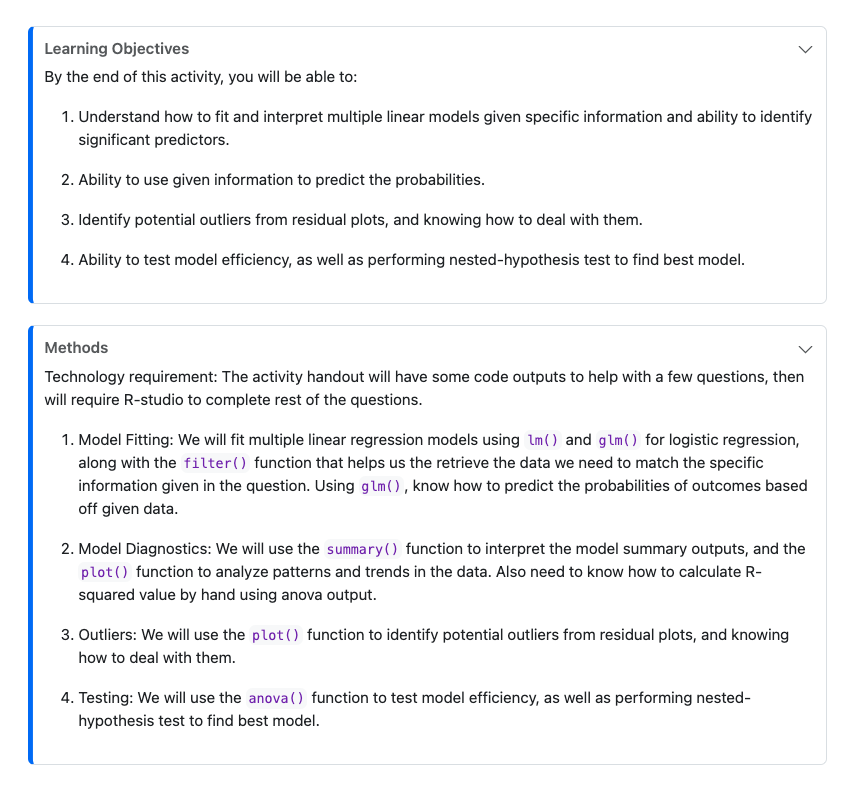 Learning Objectives
By the end of this activity, you will be able to:
1. Understand how to fit and interpret multiple linear models given specific information and ability to identify
significant predictors.
2. Ability to use given information to predict the probabilities.
3. Identify potential outliers from residual plots, and knowing how to deal with them.
4. Ability to test model efficiency, as well as performing nested-hypothesis test to find best model.
Methods
Technology requirement: The activity handout will have some code outputs to help with a few questions, then
will require R-studio to complete rest of the questions.
1. Model Fitting: We will fit multiple linear regression models using lm() and glm() for logistic regression,
along with the filter() function that helps us the retrieve the data we need to match the specific
information given in the question. Using glm(), know how to predict the probabilities of outcomes based
off given data.
2. Model Diagnostics: We will use the summary() function to interpret the model summary outputs, and the
plot() function to analyze patterns and trends in the data. Also need to know how to calculate R-
squared value by hand using anova output.
3. Outliers: We will use the plot() function to identify potential outliers from residual plots, and knowing
how to deal with them.
4. Testing: We will use the anova() function to test model efficiency, as well as performing nested-
hypothesis test to find best model.